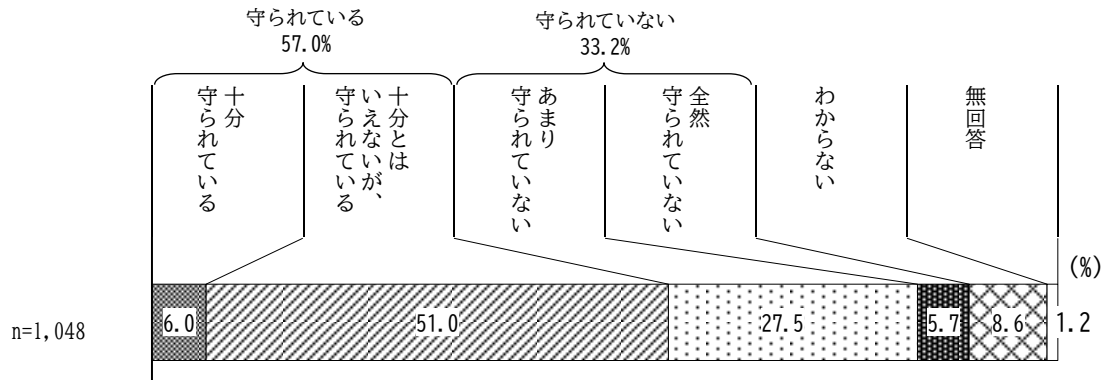 守られている
57.0%
守られていない
33.2%
十分
守られている
十分とは
いえないが、
守られている
あまり
守られていない
全然
守られていない
わからない
無回答
(%)
n=1,048
6.0
51.0
27.5
5.7
8.6
1.2